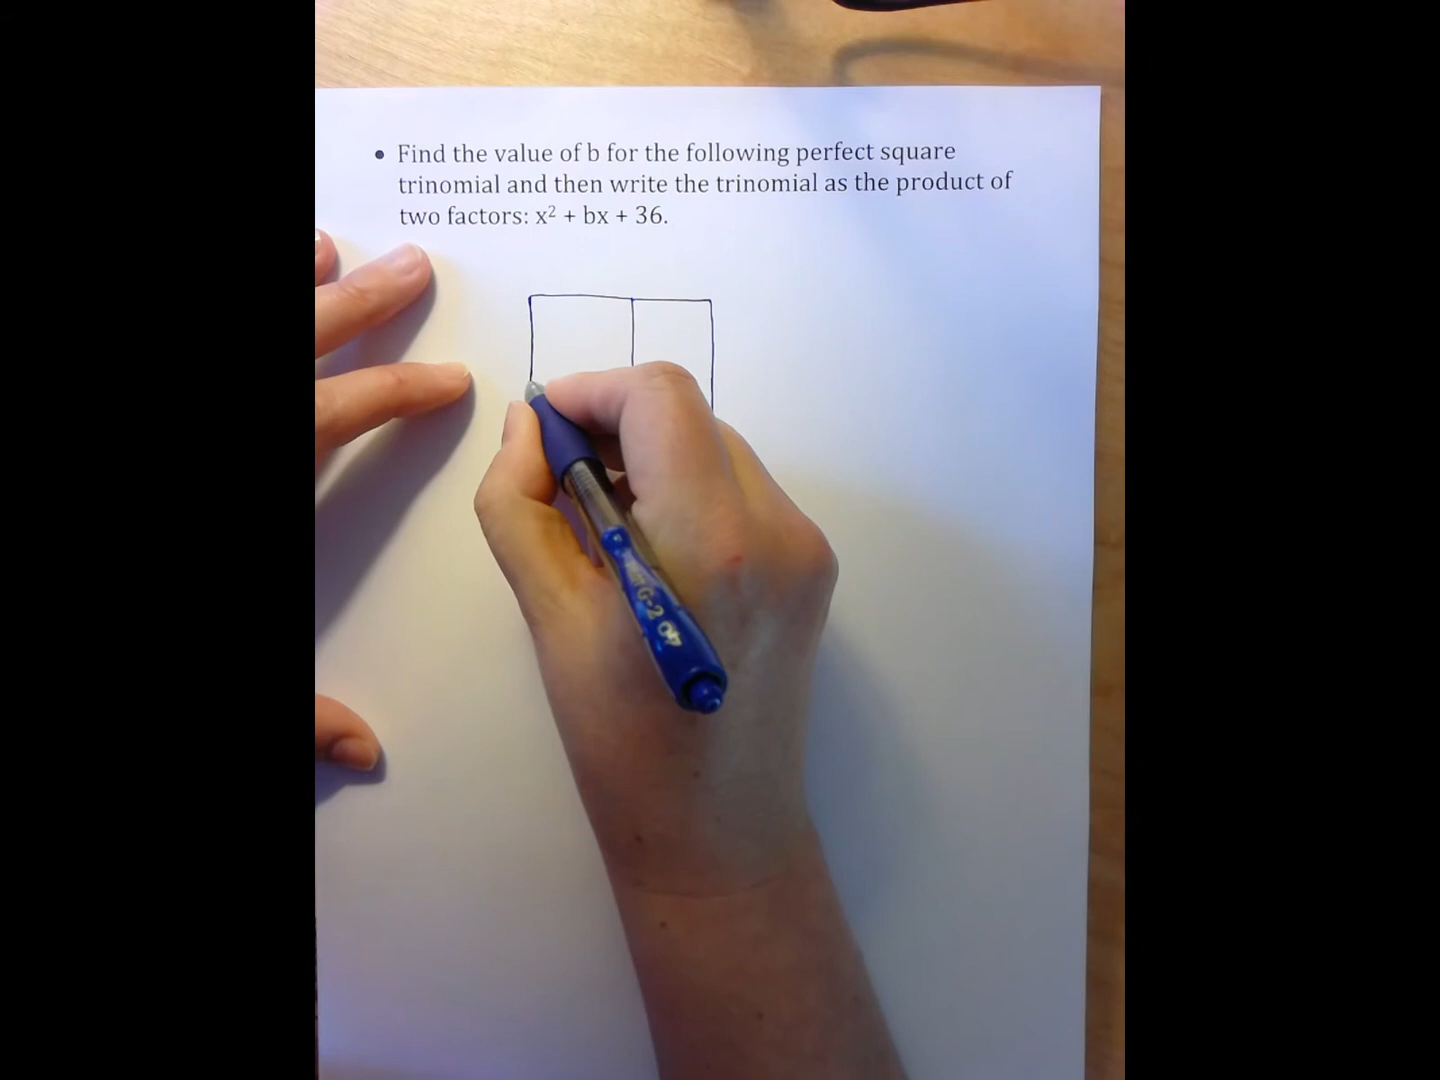 • Find the value of b for the following perfect square
trinomial and then write the trinomial as the product of
two factors: x² + bx + 36.
G-2